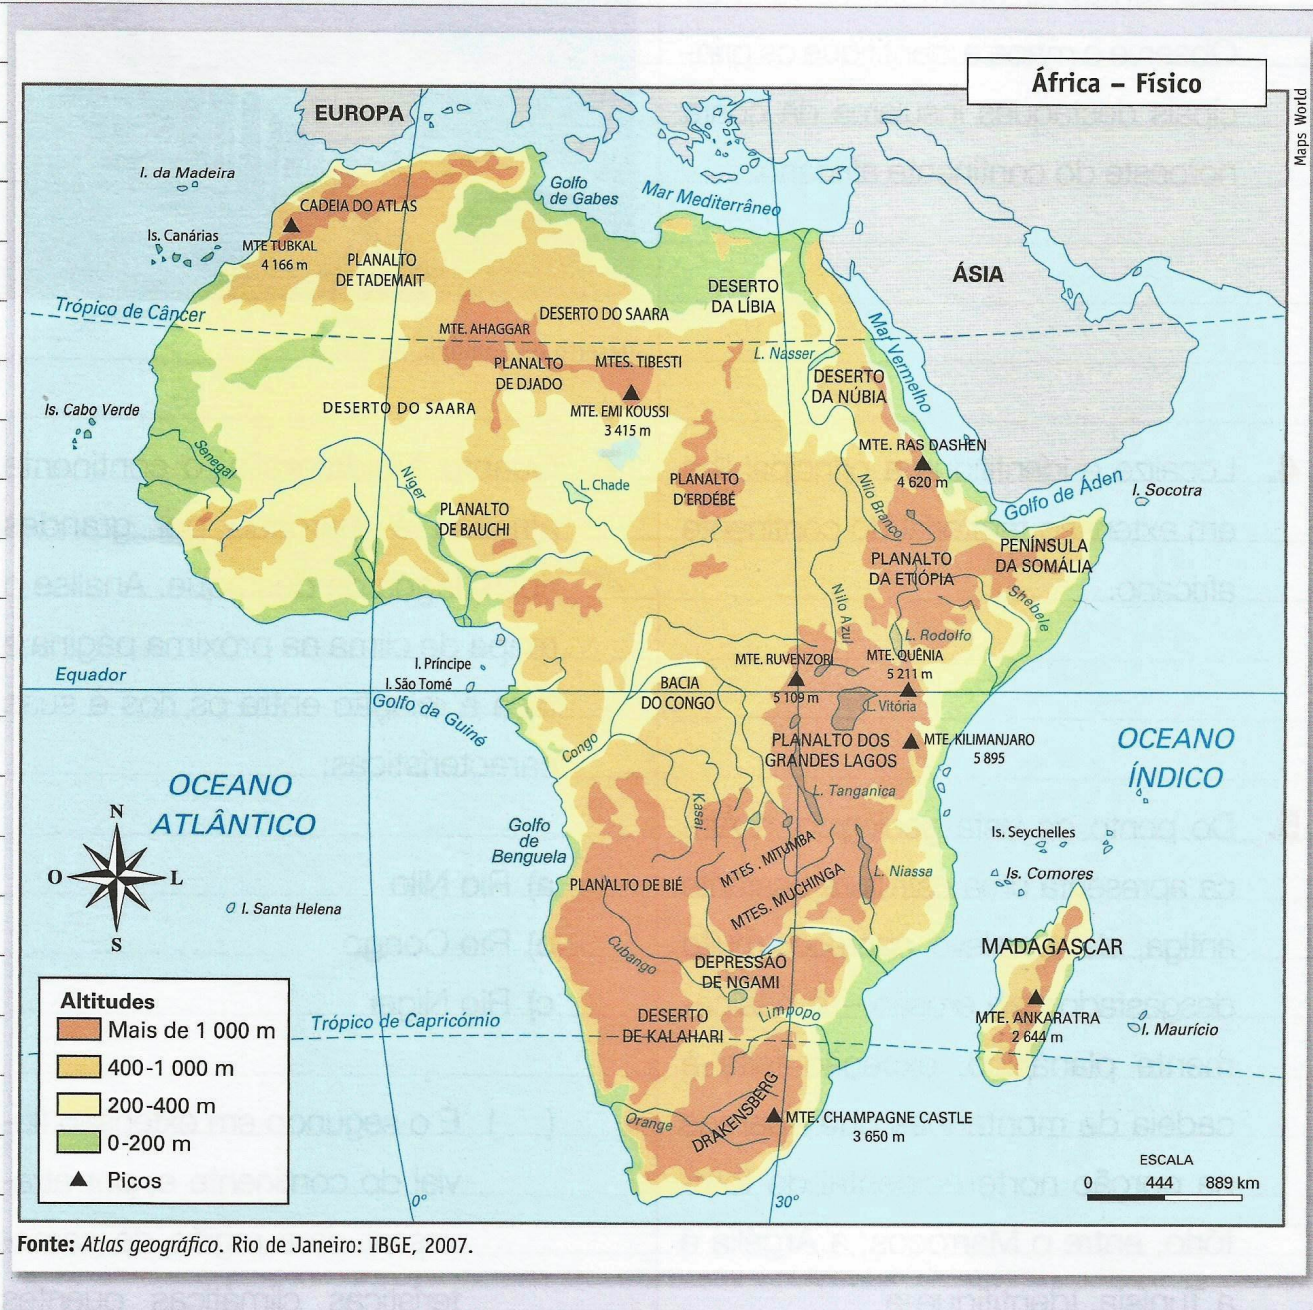 África – Físico
Maps World
EUROPA
I. da Madeira
CADEIA DO ATLAS
Golfo
de Gabes
Mar Mediterrâneo
Is. Canárias
MTE TUBKAL
4 166 m
PLANALTO
DE TADEMAIT
ÁSIA
DESERTO
DA LÍBIA
Trópico de Câncer
DESERTO DO SAARA
MTE. AHAGGAR
Mar Vermelho
L. Nasser
PLANALTO
DE DJADO
MTES. TIBESTI
DESERTO
DA NÚBIA
Is. Cabo Verde
DESERTO DO SAARA
MTE. EMI KOUSSI
3 415 m
Senegal
MTE. RAS DASHEN
4 620 m
Niger
L. Chade
PLANALTO
D'ERDÉBÉ
Nilo Branco
Golfo de Áden
I. Socotra
PLANALTO
DE BAUCHI
PENÍNSULA
DA SOMÁLIA
PLANALTO
DA ETIÓPIA
Shebele
Nilo Azul
L. Rodolfo
I. Príncipe
I. São Tomé
MTE. RUVENZORI
5 109 m
MTE. QUÊNIA
5 211 m
Equador
BACIA
DO CONGO
L. Vitória
Golfo da Guiné
Congo
PLANALTO DOS
GRANDES LAGOS
MTE. KILIMANJARO
5 895
OCEANO
ÍNDICO
OCEANO
ATLÂNTICO
Kasai
L. Tanganica
Golfo
de
Benguela
Is. Seychelles
MTES. MITUMBA
MTES. MUCHINGA
L. Niassa
Is. Comores
PLANALTO DE BIÉ
N
O
L
S
I. Santa Helena
Cubango
MADAGASCAR
DEPRESSÃO
DE NGAMI
Limpopo
MTE. ANKARATRA
2 644 m
I. Maurício
Trópico de Capricórnio
DESERTO
DE KALAHARI
Orange
DRAKENSBERG
MTE. CHAMPAGNE CASTLE
3 650 m
Altitudes
Mais de 1 000 m
400-1 000 m
200-400 m
0-200 m
Picos
0°
30°
ESCALA
0 444 889 km
Fonte: Atlas geográfico. Rio de Janeiro: IBGE, 2007.